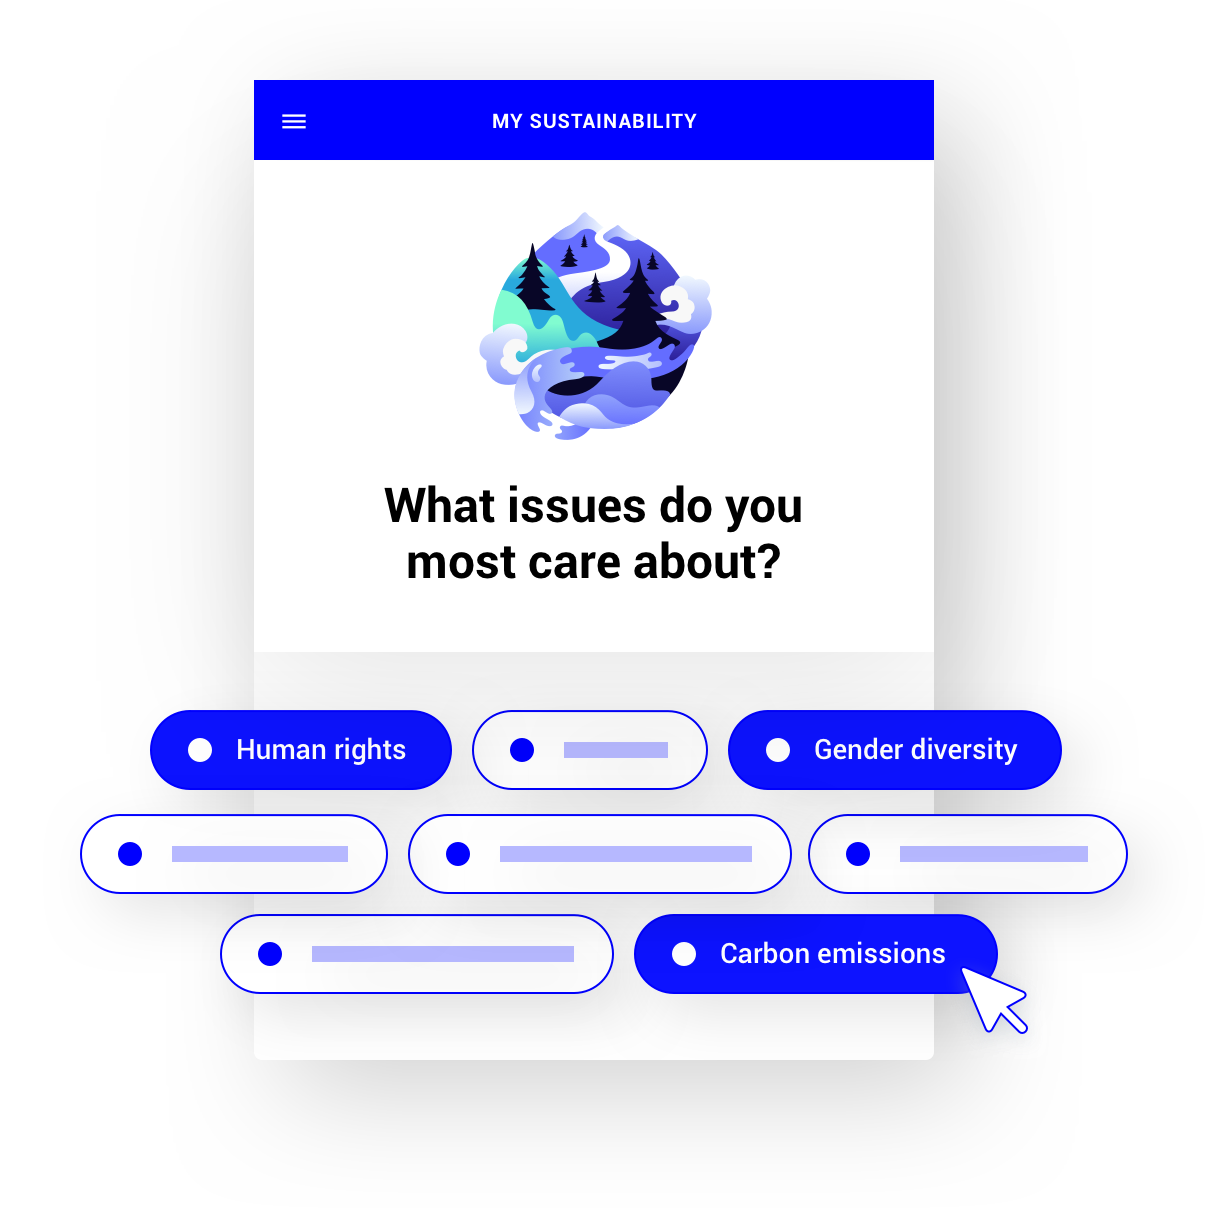 MY SUSTAINABILITY
What issues do you
most care about?
Human rights
Gender diversity
Carbon emissions